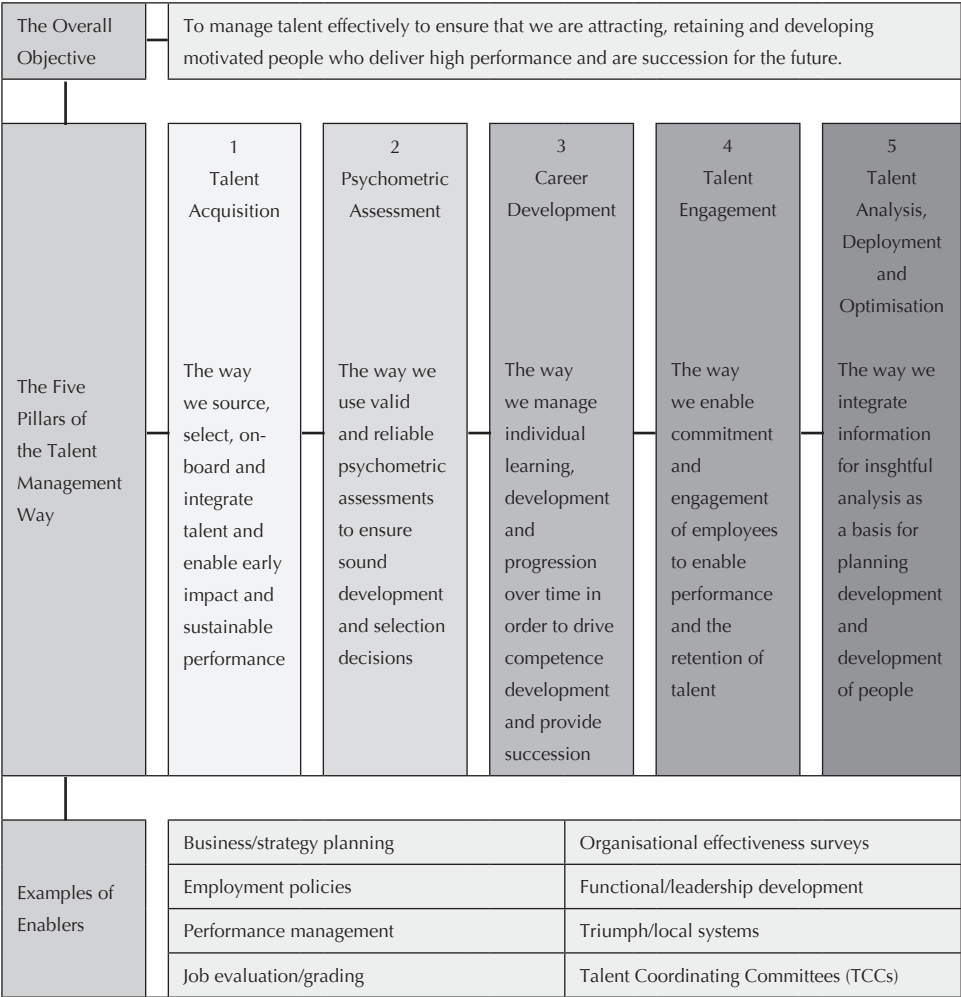 The Overall
Objective
To manage talent effectively to ensure that we are attracting, retaining and developing
motivated people who deliver high performance and are succession for the future.
The Five
Pillars of
the Talent
Management
Way
1
Talent
Acquisition
The way
we source,
select, on-
board and
integrate
talent and
enable early
impact and
sustainable
performance
2
Psychometric
Assessment
The way we
use valid
and reliable
psychometric
assessments
to ensure
sound
development
and selection
decisions
3
Career
Development
The way
we manage
individual
learning,
development
and
progression
over time in
order to drive
competence
development
and provide
succession
4
Talent
Engagement
The way
we enable
commitment
and
engagement
of employees
to enable
performance
and the
retention of
talent
5
Talent
Analysis,
Deployment
and
Optimisation
The way we
integrate
information
for insghtful
analysis as
a basis for
planning
development
and
development
of people
Examples of
Enablers
Business/strategy planning
Organisational effectiveness surveys
Employment policies
Functional/leadership development
Performance management
Triumph/local systems
Job evaluation/grading
Talent Coordinating Committees (TCCs)